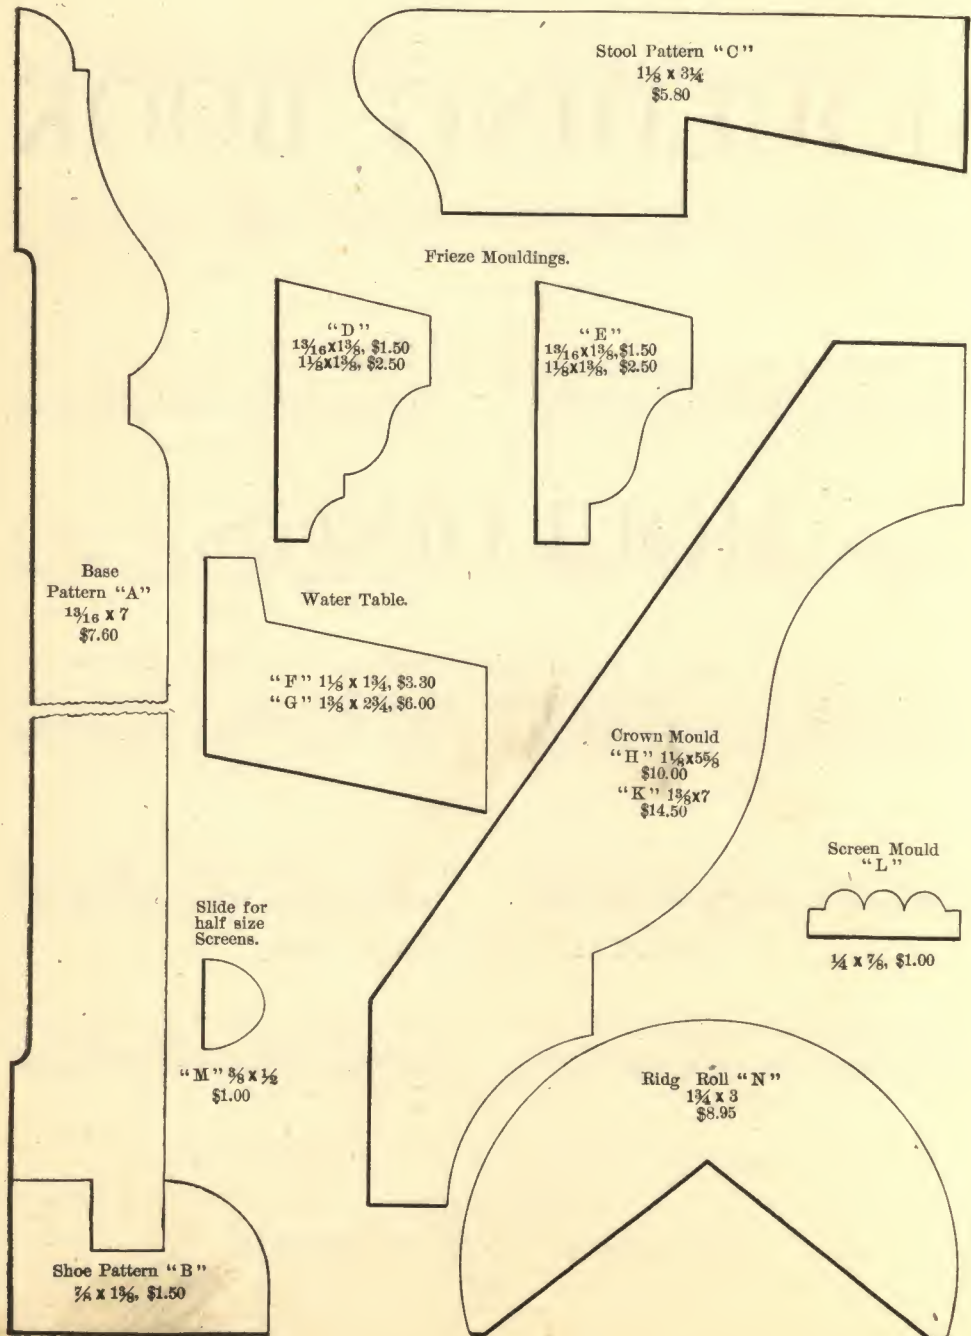 Stool Pattern “C”
1⅛ x 3¼
$5.80
Frieze Mouldings.
“D”
13/16x1⅜, $1.50
1⅛x1⅜, $2.50
“E”
13/16x1⅜, $1.50
1⅛x1⅜, $2.50
Base
Pattern “A”
13/16 x 7
$7.60
Water Table.
“F” 1⅛ x 1¾, $3.30
“G” 1⅜ x 2¾, $6.00
Crown Mould
“H” 1⅛x5⅝
$10.00
“K” 1⅜x7
$14.50
Screen Mould
“L”
¼ x ⅞, $1.00
Slide for
half size
Screens.
“M” ⅜ x ½
$1.00
Ridg Roll “N”
1¾ x 3
$8.95
Shoe Pattern “B”
⅞ x 1⅜, $1.50